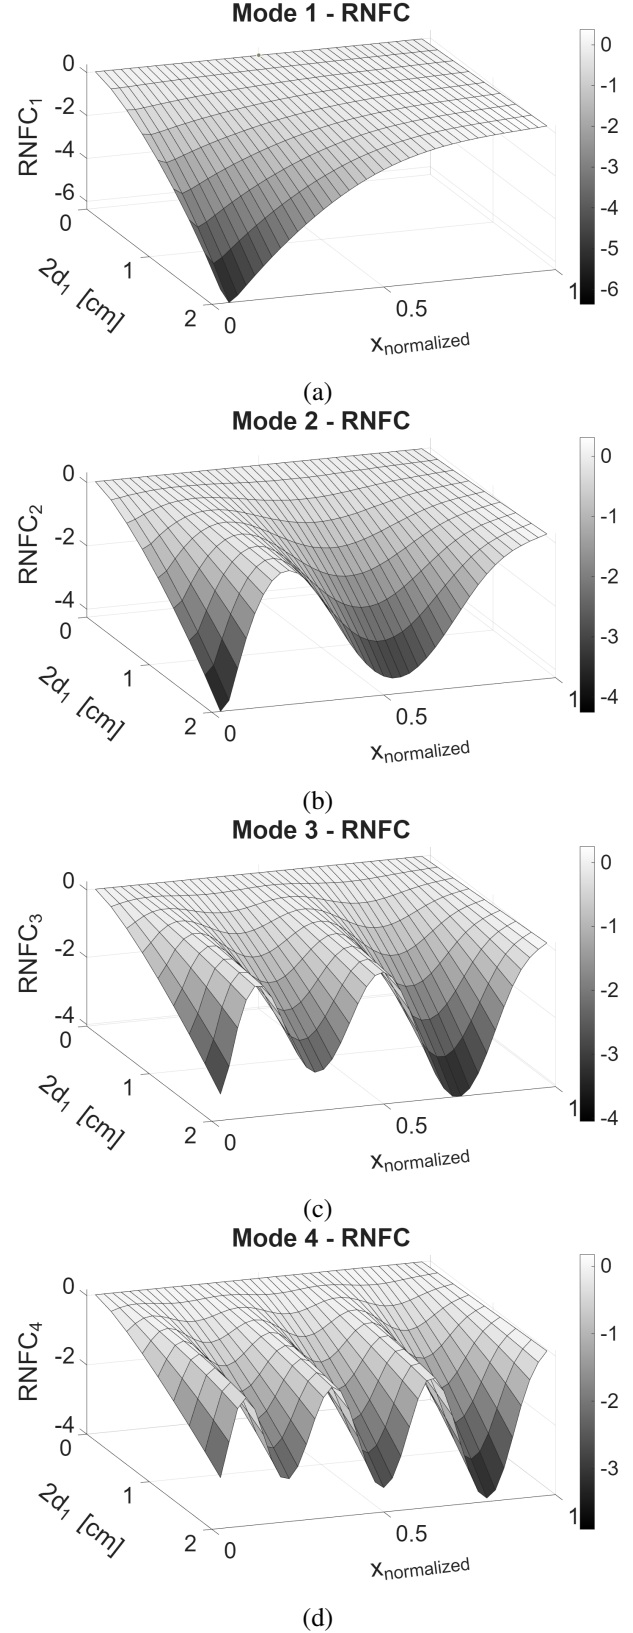 Mode 1 - RNFC
0
-2
-4
-6
RNFC1
0
1
2
2d1 [cm]
0
0.5
1
xnormalized
0
-1
-2
-3
-4
-5
-6
(a)
Mode 2 - RNFC
0
-2
-4
RNFC2
0
1
2
2d1 [cm]
0
0.5
1
xnormalized
0
-1
-2
-3
-4
(b)
Mode 3 - RNFC
0
-2
-4
RNFC3
0
1
2
2d1 [cm]
0
0.5
1
xnormalized
0
-1
-2
-3
-4
(c)
Mode 4 - RNFC
0
-2
-4
RNFC4
0
1
2
2d1 [cm]
0
0.5
1
xnormalized
0
-1
-2
-3
(d)